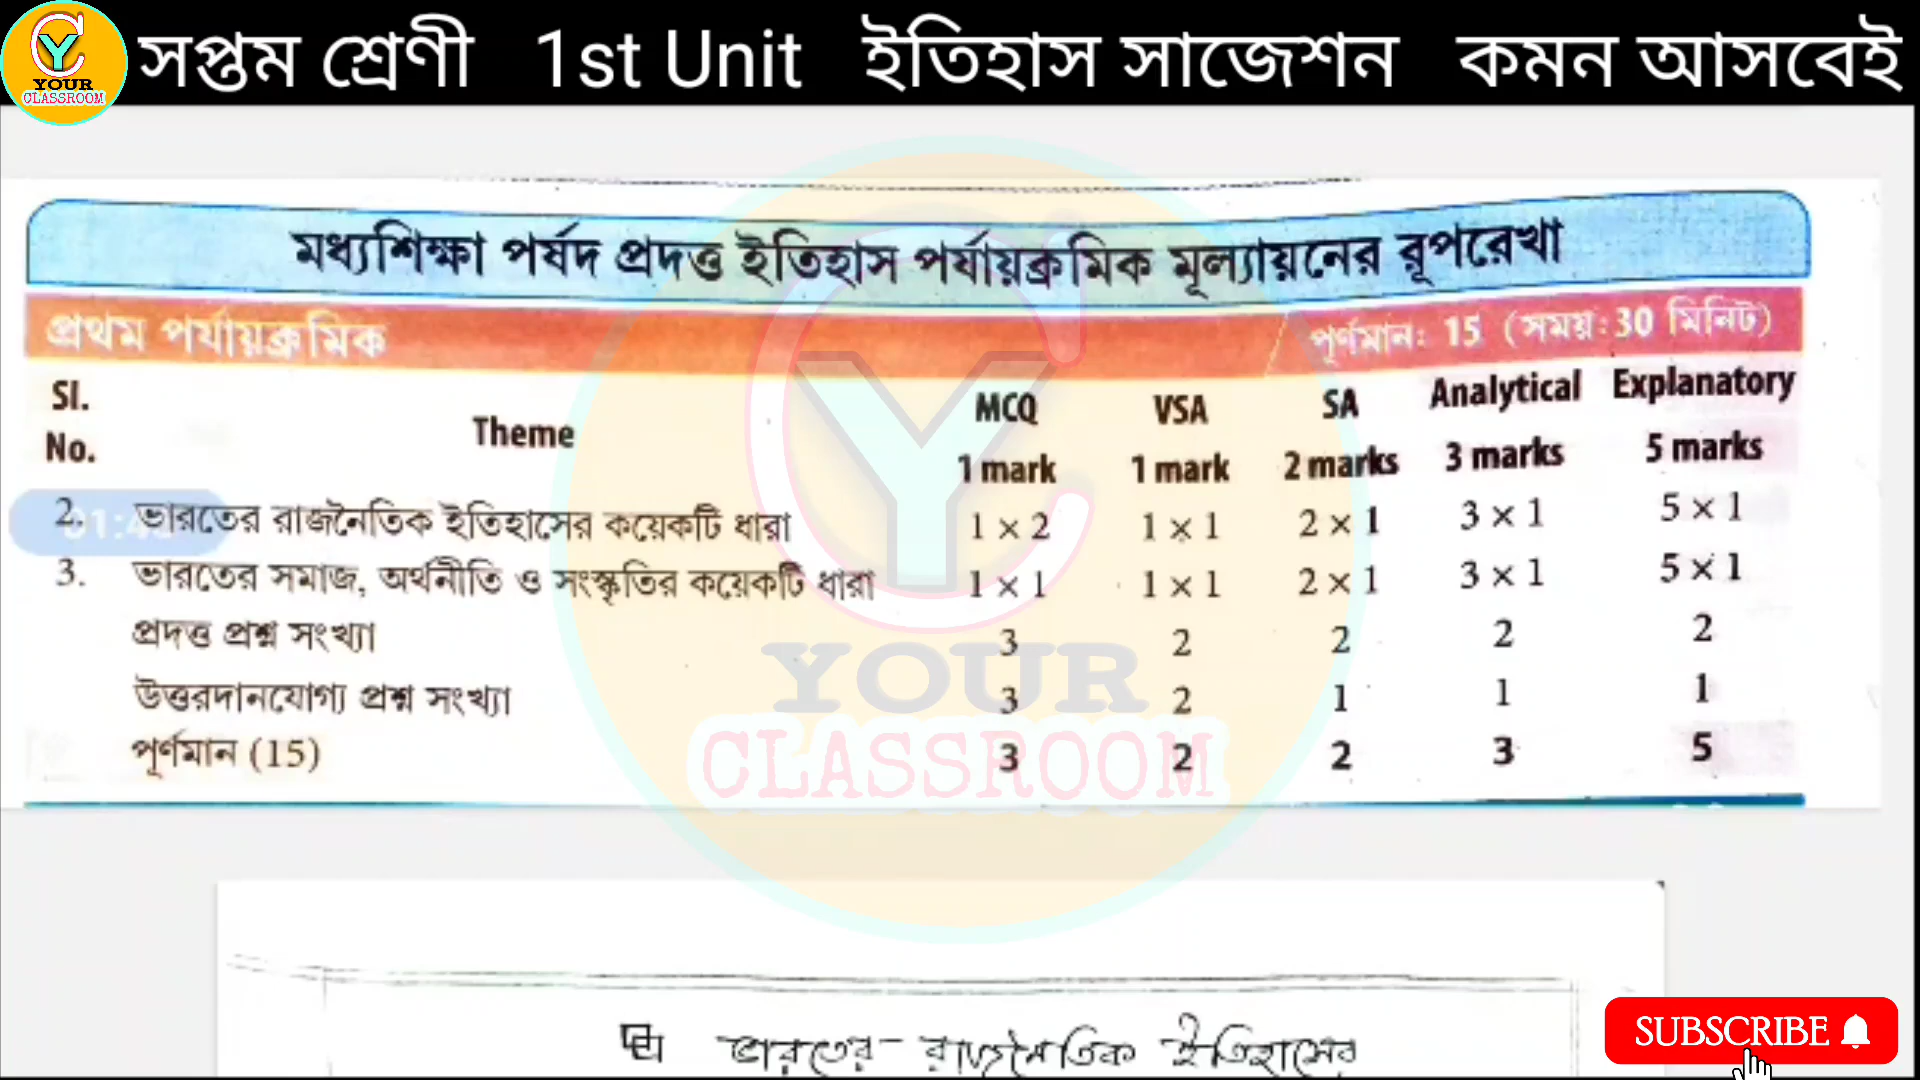 সপ্তম শ্রেণী 1st Unit ইতিহাস সাজেশন কমন আসবেই
YOUR
CLASSROOM
মধ্যশিক্ষা পর্ষদ প্রদত্ত ইতিহাস পর্যায়ক্রমিক মূল্যায়নের রূপরেখা
প্রথম পর্যায়ক্রমিক পূর্ণমান: 15 (সময়: 30 মিনিট)
Sl. No. Theme MCQ 1 mark VSA 1 mark SA 2 marks Analytical 3 marks Explanatory 5 marks
2. ভারতের রাজনৈতিক ইতিহাসের কয়েকটি ধারা 1 × 2 1 × 1 2 × 1 3 × 1 5 × 1
3. ভারতের সমাজ, অর্থনীতি ও সংস্কৃতির কয়েকটি ধারা 1 × 1 1 × 1 2 × 1 3 × 1 5 × 1
প্রদত্ত প্রশ্ন সংখ্যা 3 2 2 2 2
উত্তরদানযোগ্য প্রশ্ন সংখ্যা 3 2 1 1 1
পূর্ণমান (15) 3 2 2 3 5
YOUR
CLASSROOM
ভারতের রাজনৈতিক ইতিহাসের
SUBSCRIBE